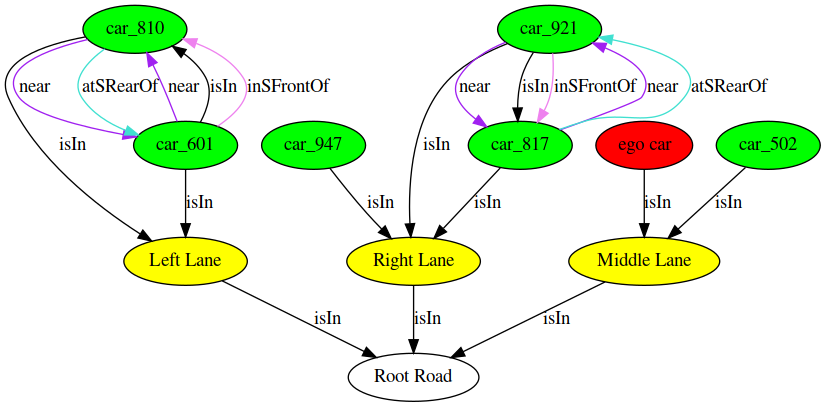 car_810
car_921
near
atSRearOf
near
isIn
inSFrontOf
near
isIn
inSFrontOf
near
atSRearOf
isIn
car_601
car_947
isIn
car_817
ego car
car_502
isIn
isIn
isIn
isIn
isIn
Left Lane
Right Lane
Middle Lane
isIn
isIn
isIn
Root Road